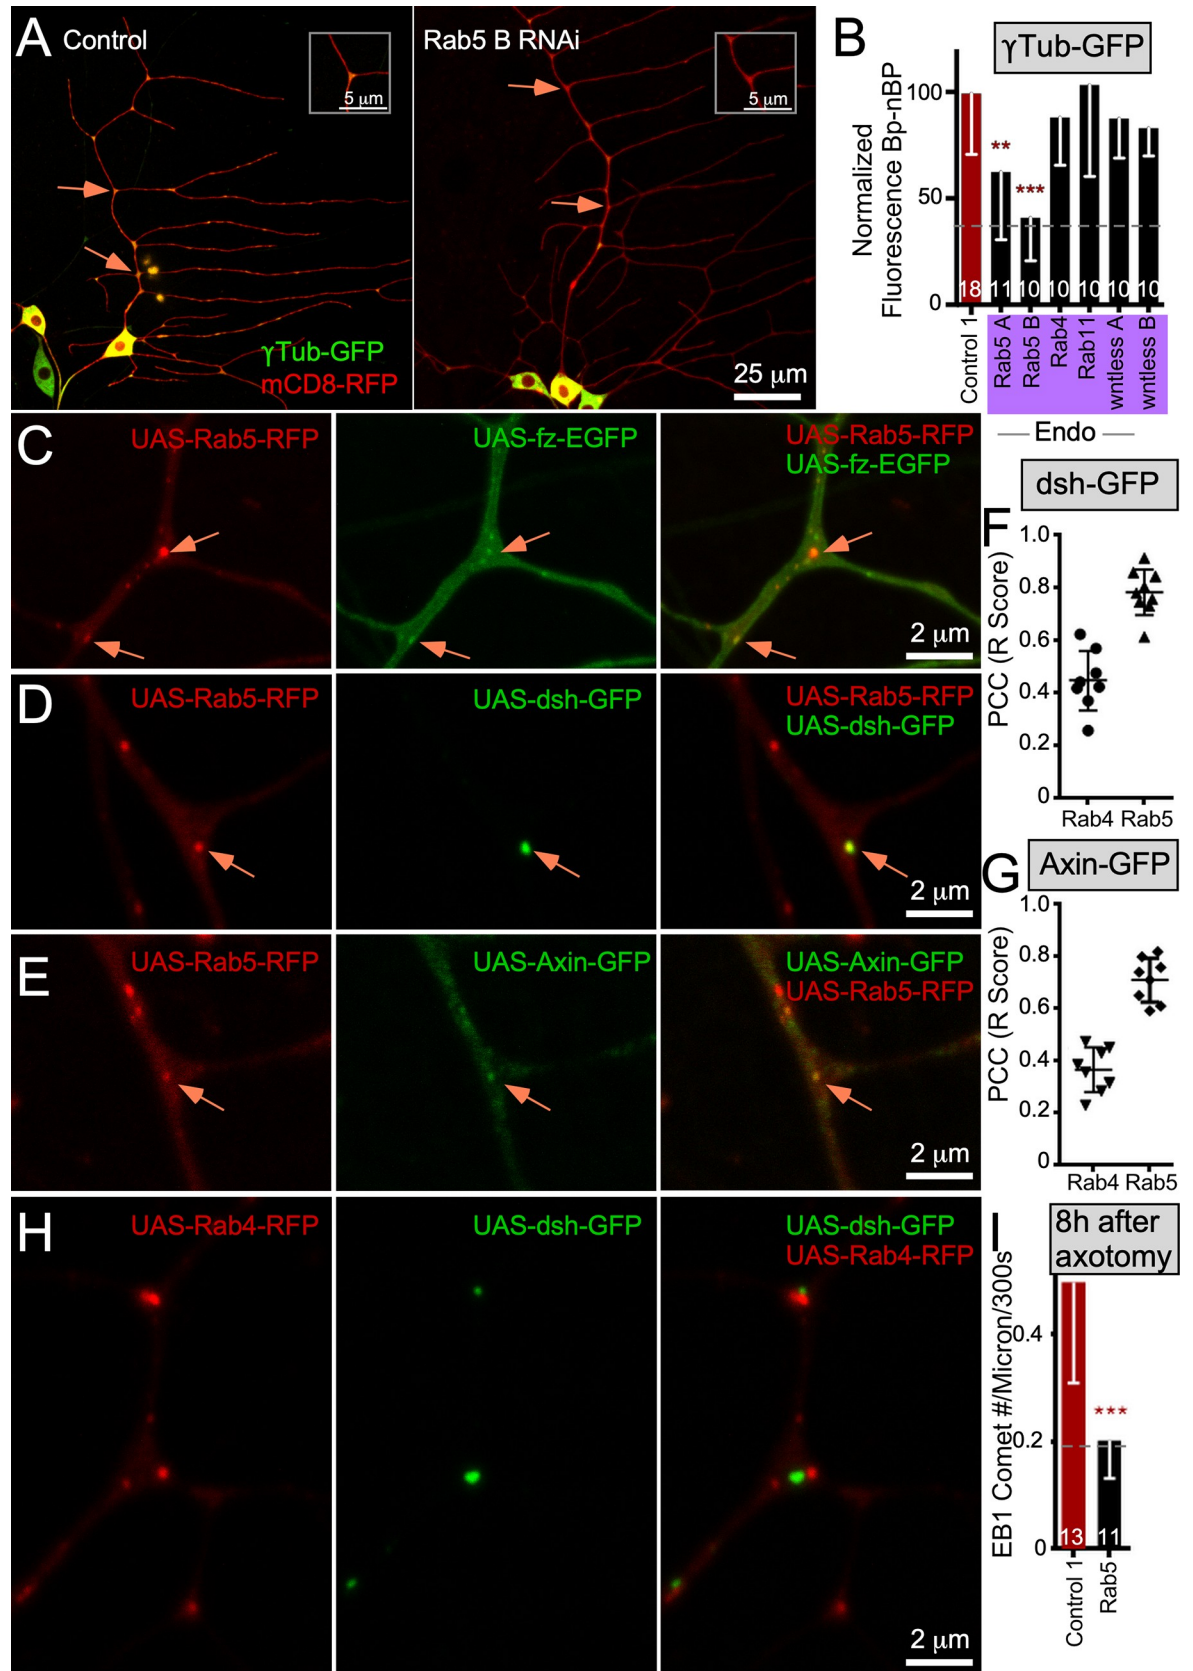 A
Control
5 μm
γTub-GFP
mCD8-RFP
Rab5 B RNAi
5 μm
25 μm
B
γTub-GFP
Normalized
Fluorescence Bp-nBP
100
50
0
18
11
10
10
10
10
10
**
***
Control 1
Rab5 A
Rab5 B
Rab4
Rab11
wntless A
wntless B
Endo
C
UAS-Rab5-RFP
UAS-fz-EGFP
UAS-Rab5-RFP
UAS-fz-EGFP
2 μm
D
UAS-Rab5-RFP
UAS-dsh-GFP
UAS-Rab5-RFP
UAS-dsh-GFP
2 μm
E
UAS-Rab5-RFP
UAS-Axin-GFP
UAS-Axin-GFP
UAS-Rab5-RFP
2 μm
F
dsh-GFP
PCC (R Score)
1.0
0.8
0.6
0.4
0.2
0
Rab4 Rab5
G
Axin-GFP
PCC (R Score)
1.0
0.8
0.6
0.4
0.2
0
Rab4 Rab5
H
UAS-Rab4-RFP
UAS-dsh-GFP
UAS-dsh-GFP
UAS-Rab4-RFP
2 μm
I
8h after
axotomy
EB1 Comet #/Micron/300s
0.4
0.2
0
***
13
11
Control 1
Rab5